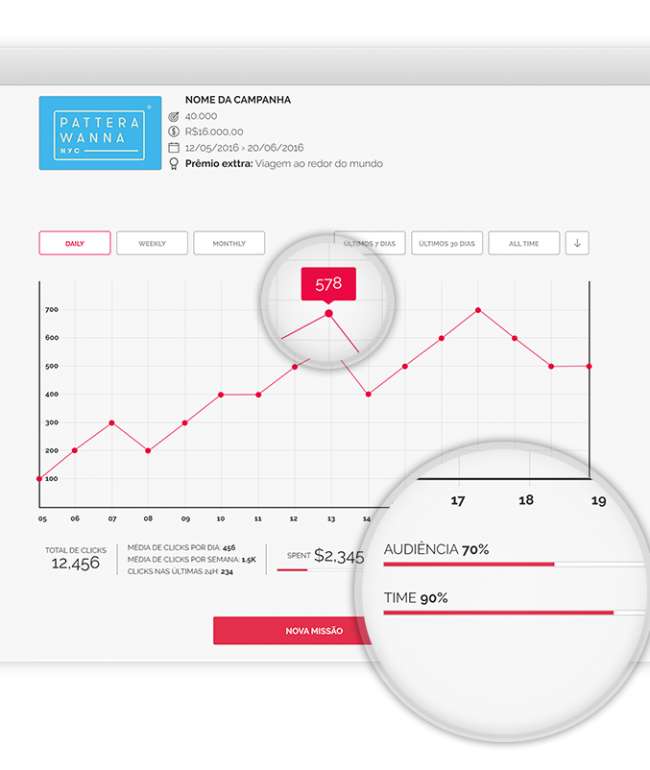 PATTERA
WANNA
NYC
NOME DA CAMPANHA
40.000
R$16.000.00
12/05/2016 > 20/06/2016
Prêmio exttra: Viagem ao redor do mundo
DAILY
WEEKLY
MONTHLY
ÚLTIMOS 7 DIAS
ÚLTIMOS 30 DIAS
ALL TIME
578
700
600
500
400
300
200
100
05 06 07 08 09 10 11 12 13 14
17 18 19
TOTAL DE CLICKS
12,456
MÉDIA DE CLICKS POR DIA: 456
MÉDIA DE CLICKS POR SEMANA: 1.5K
CLICKS NAS ÚLTIMAS 24H: 234
SPENT $2,345
AUDIÊNCIA 70%
TIME 90%
NOVA MISSÃO